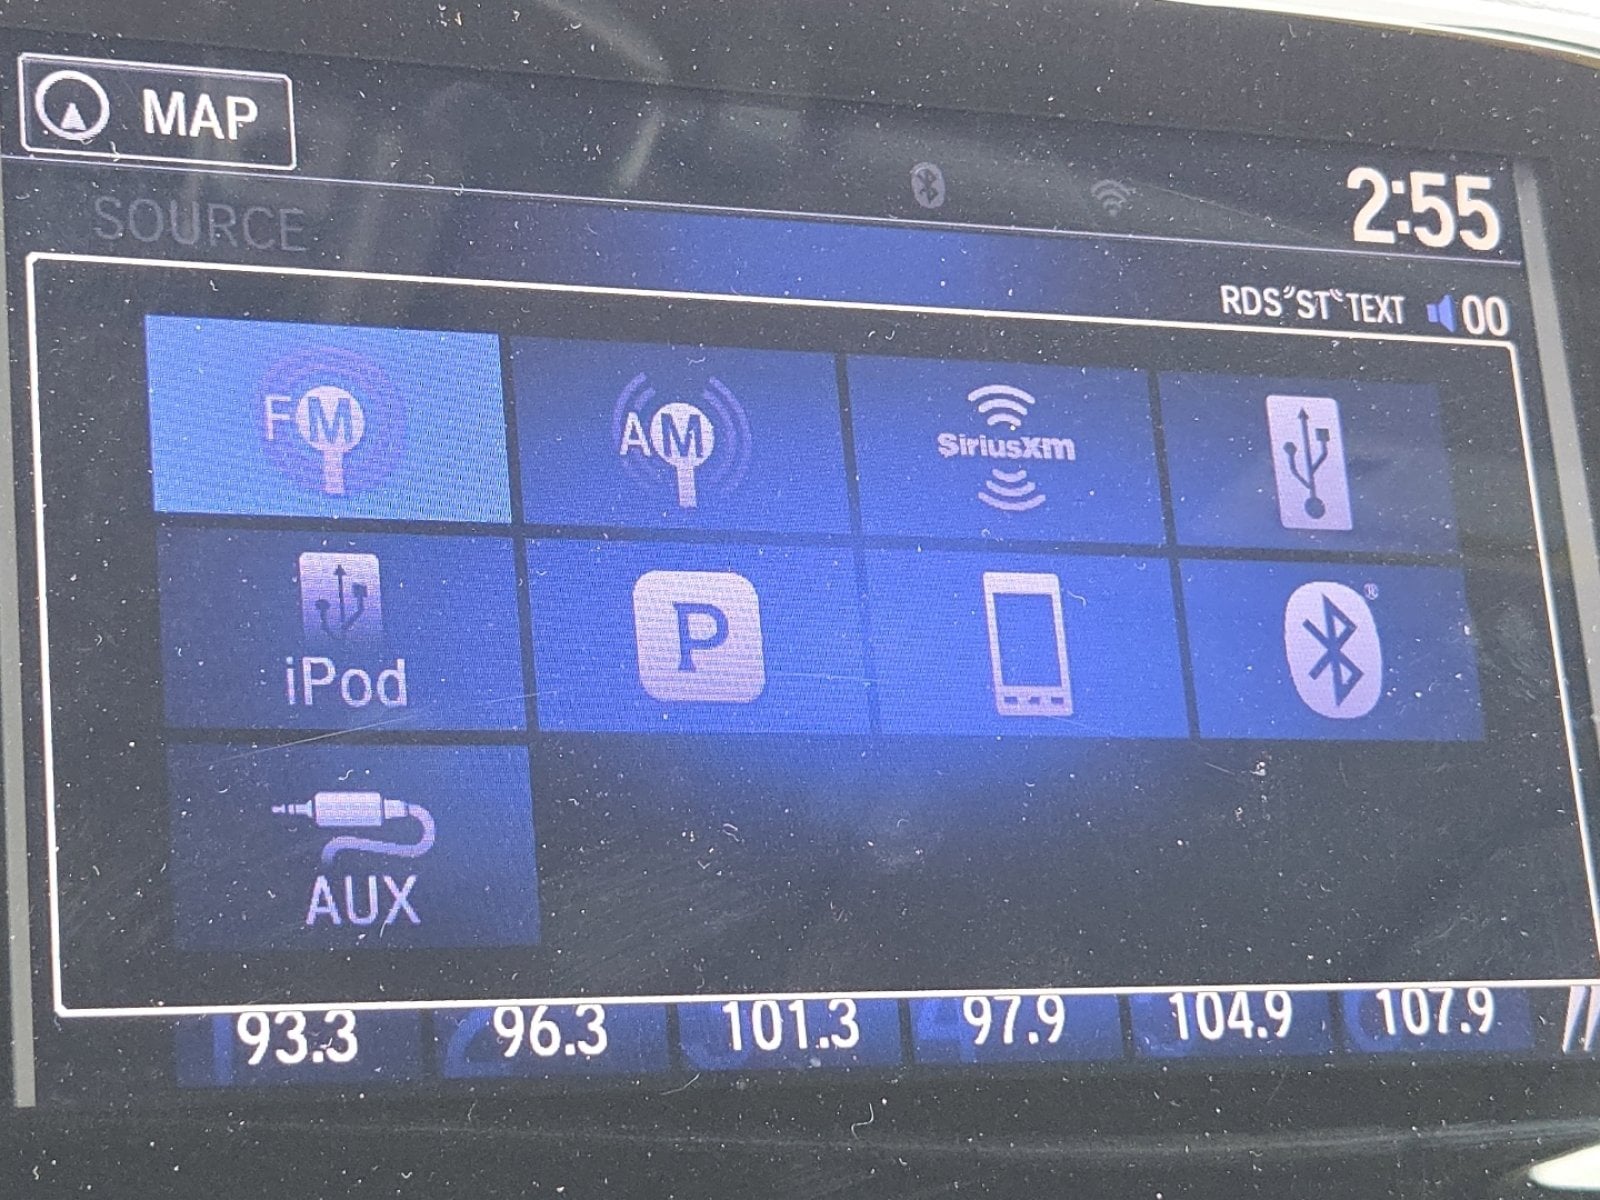 MAP
2:55
SOURCE
RDS "ST" TEXT 00
FM AM SiriusXM
iPod P ®
AUX
93.3 96.3 101.3 97.9 104.9 107.9